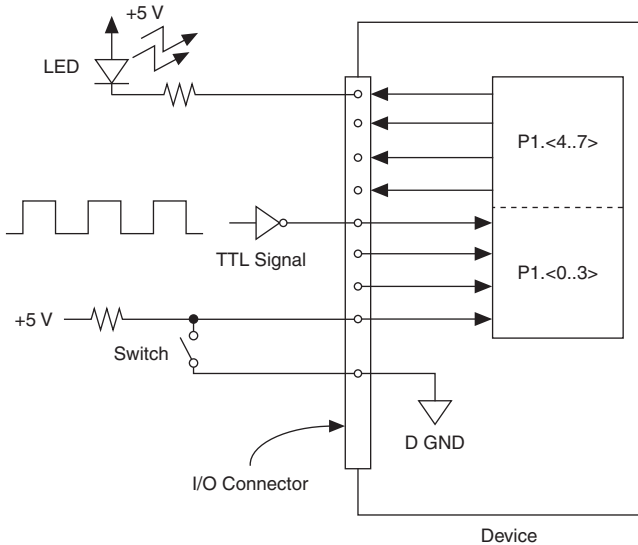 +5 V
LED
P1.<4..7>
TTL Signal
P1.<0..3>
+5 V
Switch
D GND
I/O Connector
Device